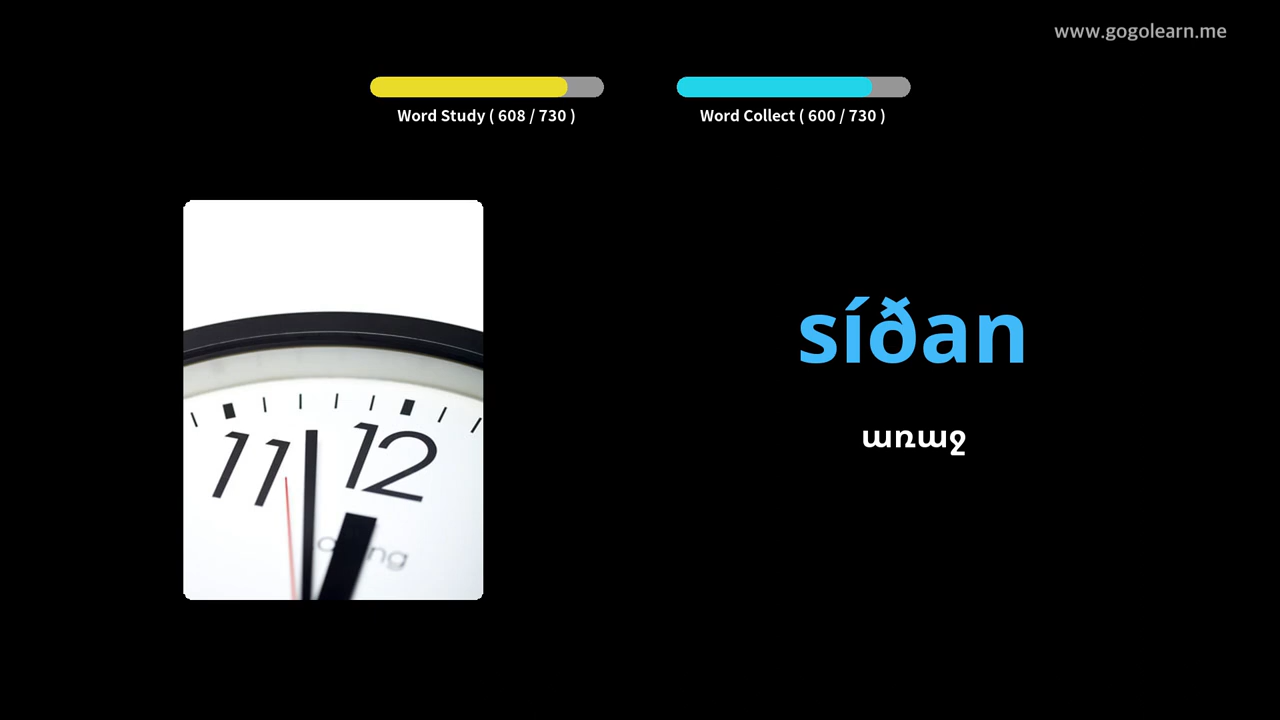 www.gogolearn.me
Word Study ( 608 / 730 )
Word Collect ( 600 / 730 )
síðan
առաջ
11
12